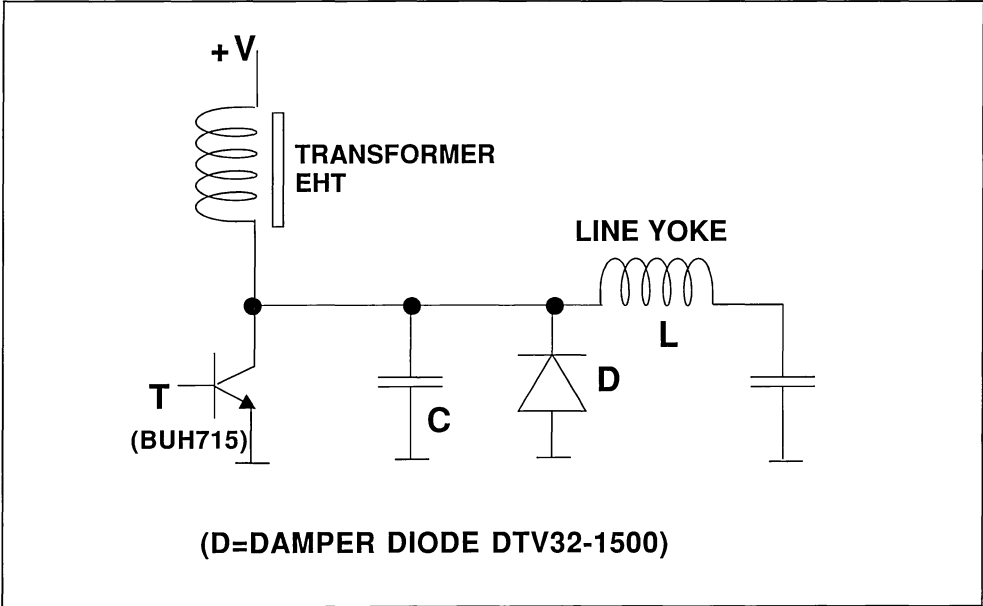 +V
TRANSFORMER
EHT
LINE YOKE
L
D
T
C
(BUH715)
(D=DAMPER DIODE DTV32-1500)